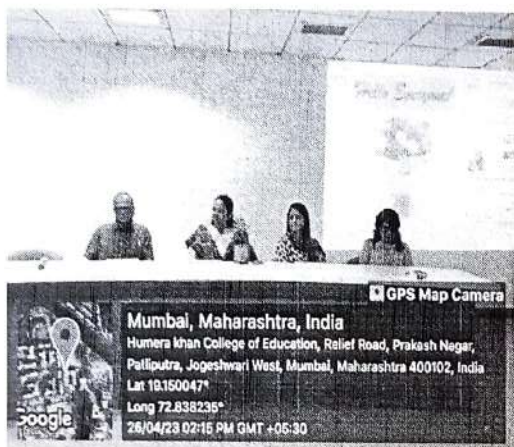 GPS Map Camera
Mumbai, Maharashtra, India
Humera khan College of Education, Relief Road, Prakash Nagar,
Patliputra, Jogeshwari West, Mumbai, Maharashtra 400102, India
Lat 19.150047°
Long 72.838235°
26/04/23 02:15 PM GMT +05:30
Google